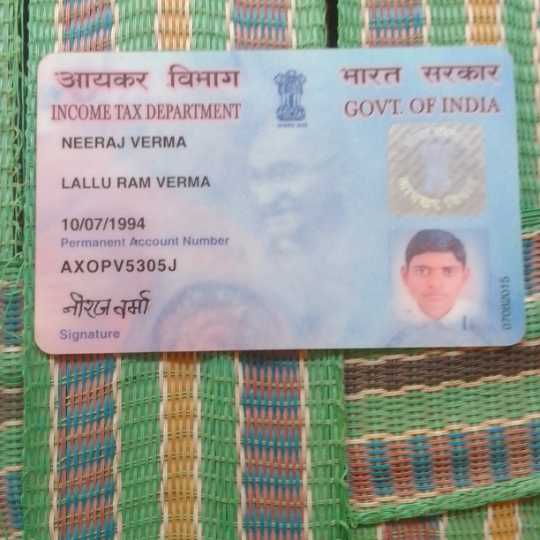 आयकर विभाग
भारत सरकार
INCOME TAX DEPARTMENT
GOVT. OF INDIA
NEERAJ VERMA
LALLU RAM VERMA
10/07/1994
Permanent Account Number
AXOPV5305J
नीरज वर्मा
Signature
07062015